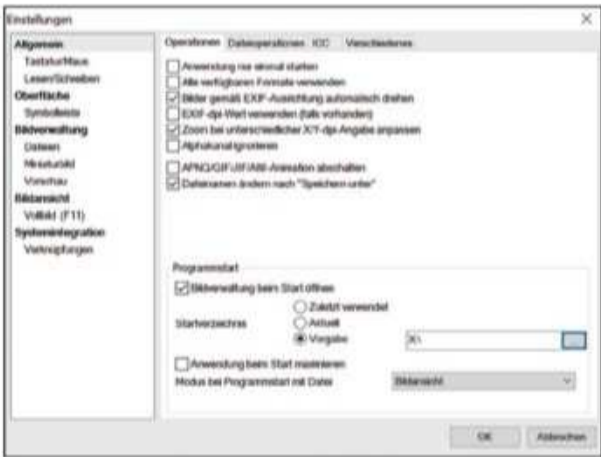 Einstellungen
Allgemein
Tastatur/Maus
Lesen/Schreiben
Oberfläche
Symbolleiste
Bildverwaltung
Dateien
Miniaturbild
Vorschau
Bildansicht
Vollbild (F11)
Systemintegration
Verknüpfungen
Operationen Dateioperationen ICC Verschiedenes
Anwendung nur einmal starten
Alle verfügbaren Formate verwenden
Bilder gemäß EXIF-Ausrichtung automatisch drehen
EXIF-dpi-Wert verwenden (falls vorhanden)
Zoom bei unterschiedlicher X/Y-dpi-Angabe anpassen
Alphakanal ignorieren
APNG/GIF/JIF/ANI-Animation abschalten
Dateinamen ändern nach "Speichern unter"
Programmstart
Bildverwaltung beim Start öffnen
Startverzeichnis
Zuletzt verwendet
Aktuell
Vorgabe
X:\
...
Anwendung beim Start maximieren
Modus bei Programmstart mit Datei Bildansicht
OK Abbrechen